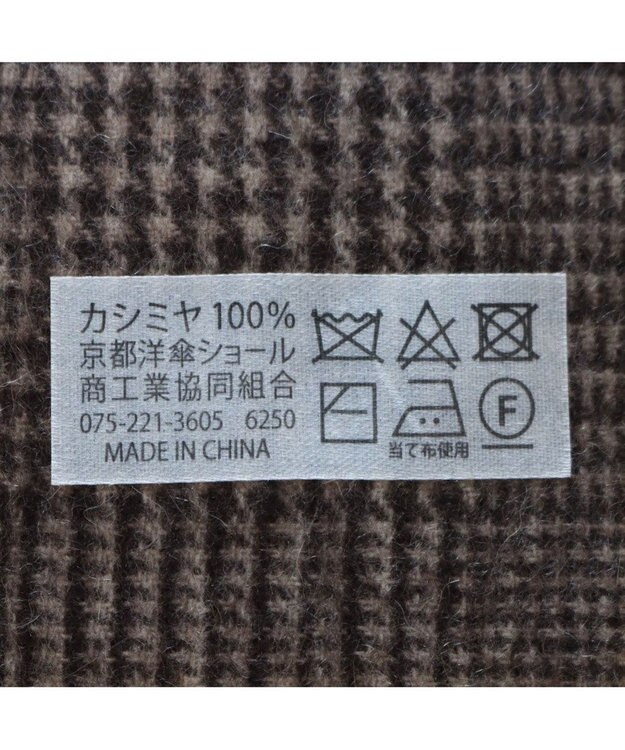 カシミヤ 100%
京都洋傘ショール
商工業協同組合
075-221-3605 6250
MADE IN CHINA
当て布使用
F